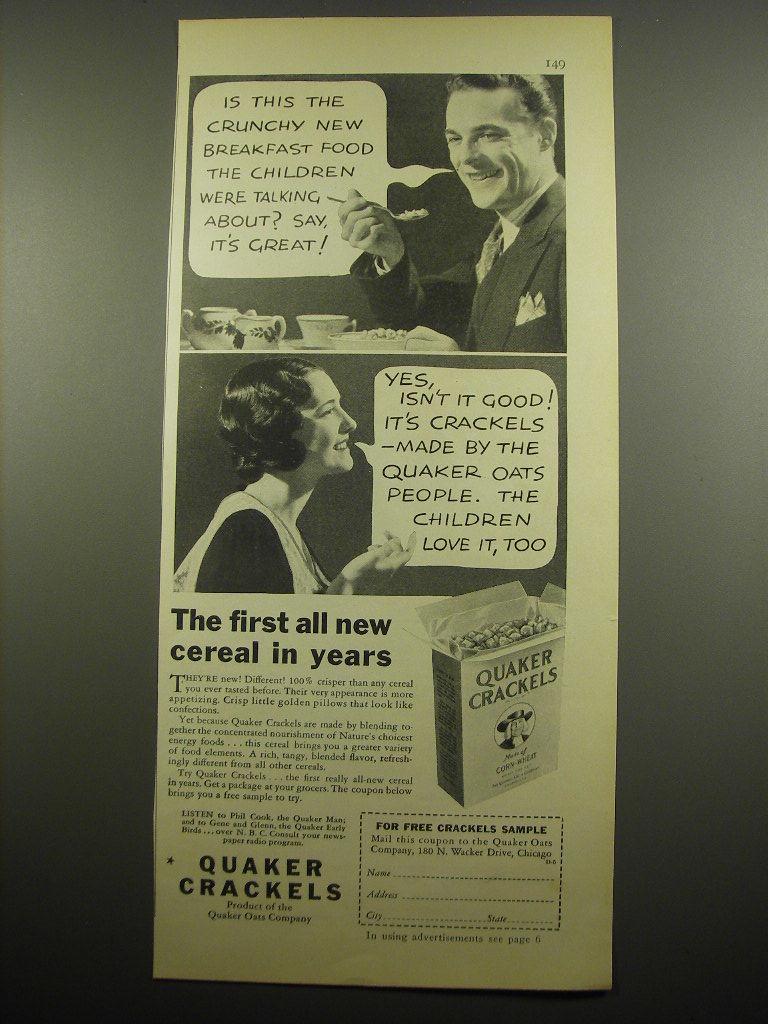 149
IS THIS THE
CRUNCHY NEW
BREAKFAST FOOD
THE CHILDREN
WERE TALKING
ABOUT? SAY,
IT'S GREAT!
YES,
ISN'T IT GOOD!
IT'S CRACKELS
—MADE BY THE
QUAKER OATS
PEOPLE. THE
CHILDREN
LOVE IT, TOO
The first all new
cereal in years
THEY'RE new! Different! 100% crisper than any cereal
you ever tasted before. Their very appearance is more
appetizing. Crisp little golden pillows that look like
confections.
Yet because Quaker Crackels are made by blending to-
gether the concentrated nourishment of Nature's choicest
energy foods . . . this cereal brings you a greater variety
of food elements. A rich, tangy, blended flavor, refresh-
ingly different from all other cereals.
Try Quaker Crackels . . . the first really all-new cereal
in years. Get a package at your grocers. The coupon below
brings you a free sample to try.
LISTEN to Phil Cook, the Quaker Man;
and to Gene and Glenn, the Quaker Early
Birds . . . over N. B. C. Consult your news-
paper radio program.
* QUAKER
CRACKELS
Product of the
Quaker Oats Company
QUAKER
CRACKELS
Made of
CORN-WHEAT
FOR FREE CRACKELS SAMPLE
Mail this coupon to the Quaker Oats
Company, 180 N. Wacker Drive, Chicago
Name
Address
City State
In using advertisements see page 6